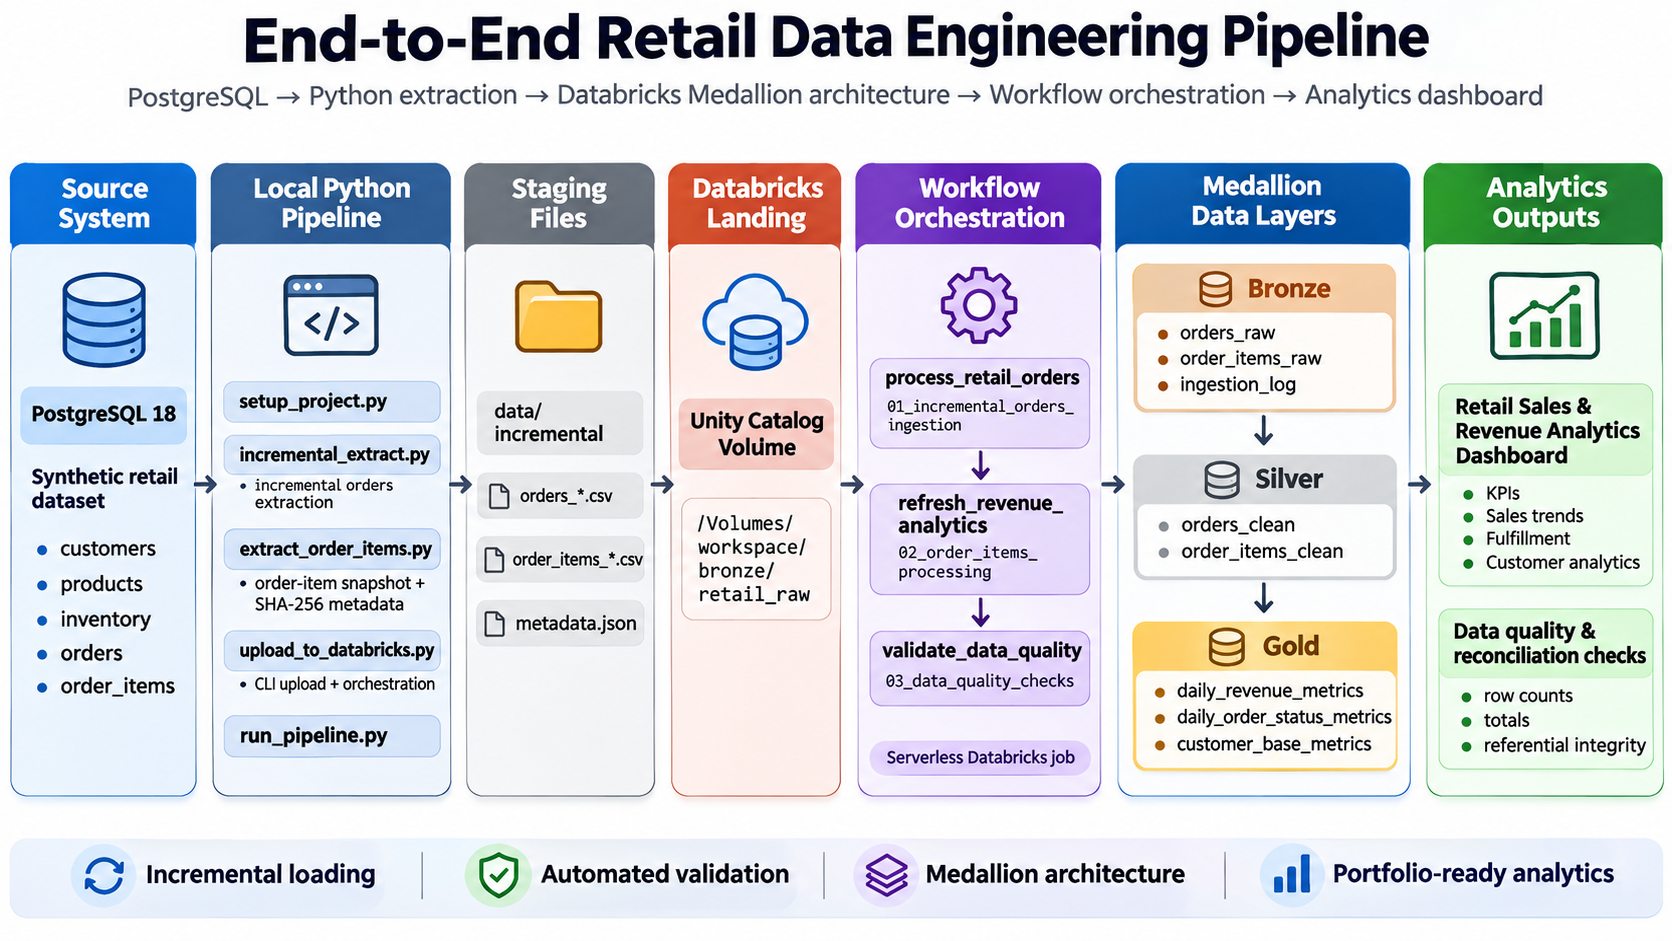 End-to-End Retail Data Engineering Pipeline
PostgreSQL → Python extraction → Databricks Medallion architecture → Workflow orchestration → Analytics dashboard
Source
System
PostgreSQL 18
Synthetic retail
dataset
• customers
• products
• inventory
• orders
• order_items
Local Python
Pipeline
</>
setup_project.py
incremental_extract.py
• incremental orders
extraction
extract_order_items.py
• order-item snapshot +
SHA-256 metadata
upload_to_databricks.py
• CLI upload + orchestration
run_pipeline.py
Staging
Files
data/
incremental
orders_*.csv
order_items_*.csv
metadata.json
Databricks
Landing
Unity Catalog
Volume
/Volumes/
workspace/
bronze/
retail_raw
Workflow
Orchestration
process_retail_orders
01_incremental_orders_
ingestion
refresh_revenue_
analytics
02_order_items_
processing
validate_data_quality
03_data_quality_checks
Serverless Databricks job
Medallion
Data Layers
Bronze
• orders_raw
• order_items_raw
• ingestion_log
Silver
• orders_clean
• order_items_clean
Gold
• daily_revenue_metrics
• daily_order_status_metrics
• customer_base_metrics
Analytics
Outputs
Retail Sales &
Revenue Analytics
Dashboard
• KPIs
• Sales trends
• Fulfillment
• Customer analytics
Data quality &
reconciliation checks
• row counts
• totals
• referential integrity
Incremental loading
Automated validation
Medallion architecture
Portfolio-ready analytics